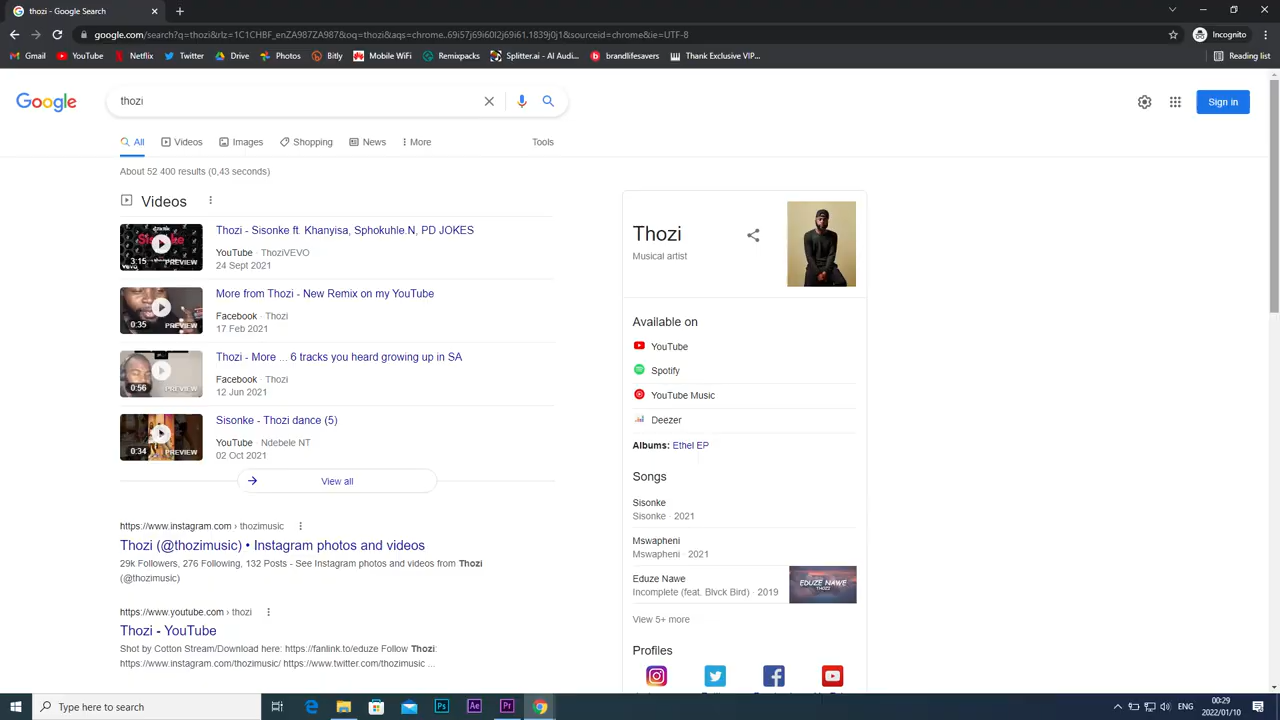 thozi - Google Search
google.com/search?q=thozi&rlz=1C1CHBF_enZA987ZA987&oq=thozi&aqs=chrome..69i57j69i60l2j69i61.1839j0j1&sourceid=chrome&ie=UTF-8
Incognito
Gmail YouTube Netflix Twitter Drive Photos Bitly Mobile WiFi Remixpacks Splitter.ai - AI Audi... brandlifesavers Thank Exclusive VIP... Reading list
Google
thozi
Sign in
All Videos Images Shopping News More Tools
About 52 400 results (0,43 seconds)
Videos
3:15 PREVIEW
Thozi - Sisonke ft. Khanyisa, Sphokuhle.N, PD JOKES
YouTube · ThoziVEVO
24 Sept 2021
0:35 PREVIEW
More from Thozi - New Remix on my YouTube
Facebook · Thozi
17 Feb 2021
0:56 PREVIEW
Thozi - More ... 6 tracks you heard growing up in SA
Facebook · Thozi
12 Jun 2021
0:34 PREVIEW
Sisonke - Thozi dance (5)
YouTube · Ndebele NT
02 Oct 2021
View all
https://www.instagram.com › thozimusic
Thozi (@thozimusic) • Instagram photos and videos
29k Followers, 276 Following, 132 Posts - See Instagram photos and videos from Thozi
(@thozimusic)
https://www.youtube.com › thozi
Thozi - YouTube
Shot by Cotton Stream/Download here: https://fanlink.to/eduze Follow Thozi:
https://www.instagram.com/thozimusic/ https://www.twitter.com/thozimusic ...
Thozi
Musical artist
Available on
YouTube
Spotify
YouTube Music
Deezer
Albums: Ethel EP
Songs
Sisonke
Sisonke · 2021
Mswapheni
Mswapheni · 2021
Eduze Nawe
Incomplete (feat. Blvck Bird) · 2019
EDUZE NAWE
THOZI
View 5+ more
Profiles
Type here to search
Ps Ae Pr
ENG
00:29
2022/01/10